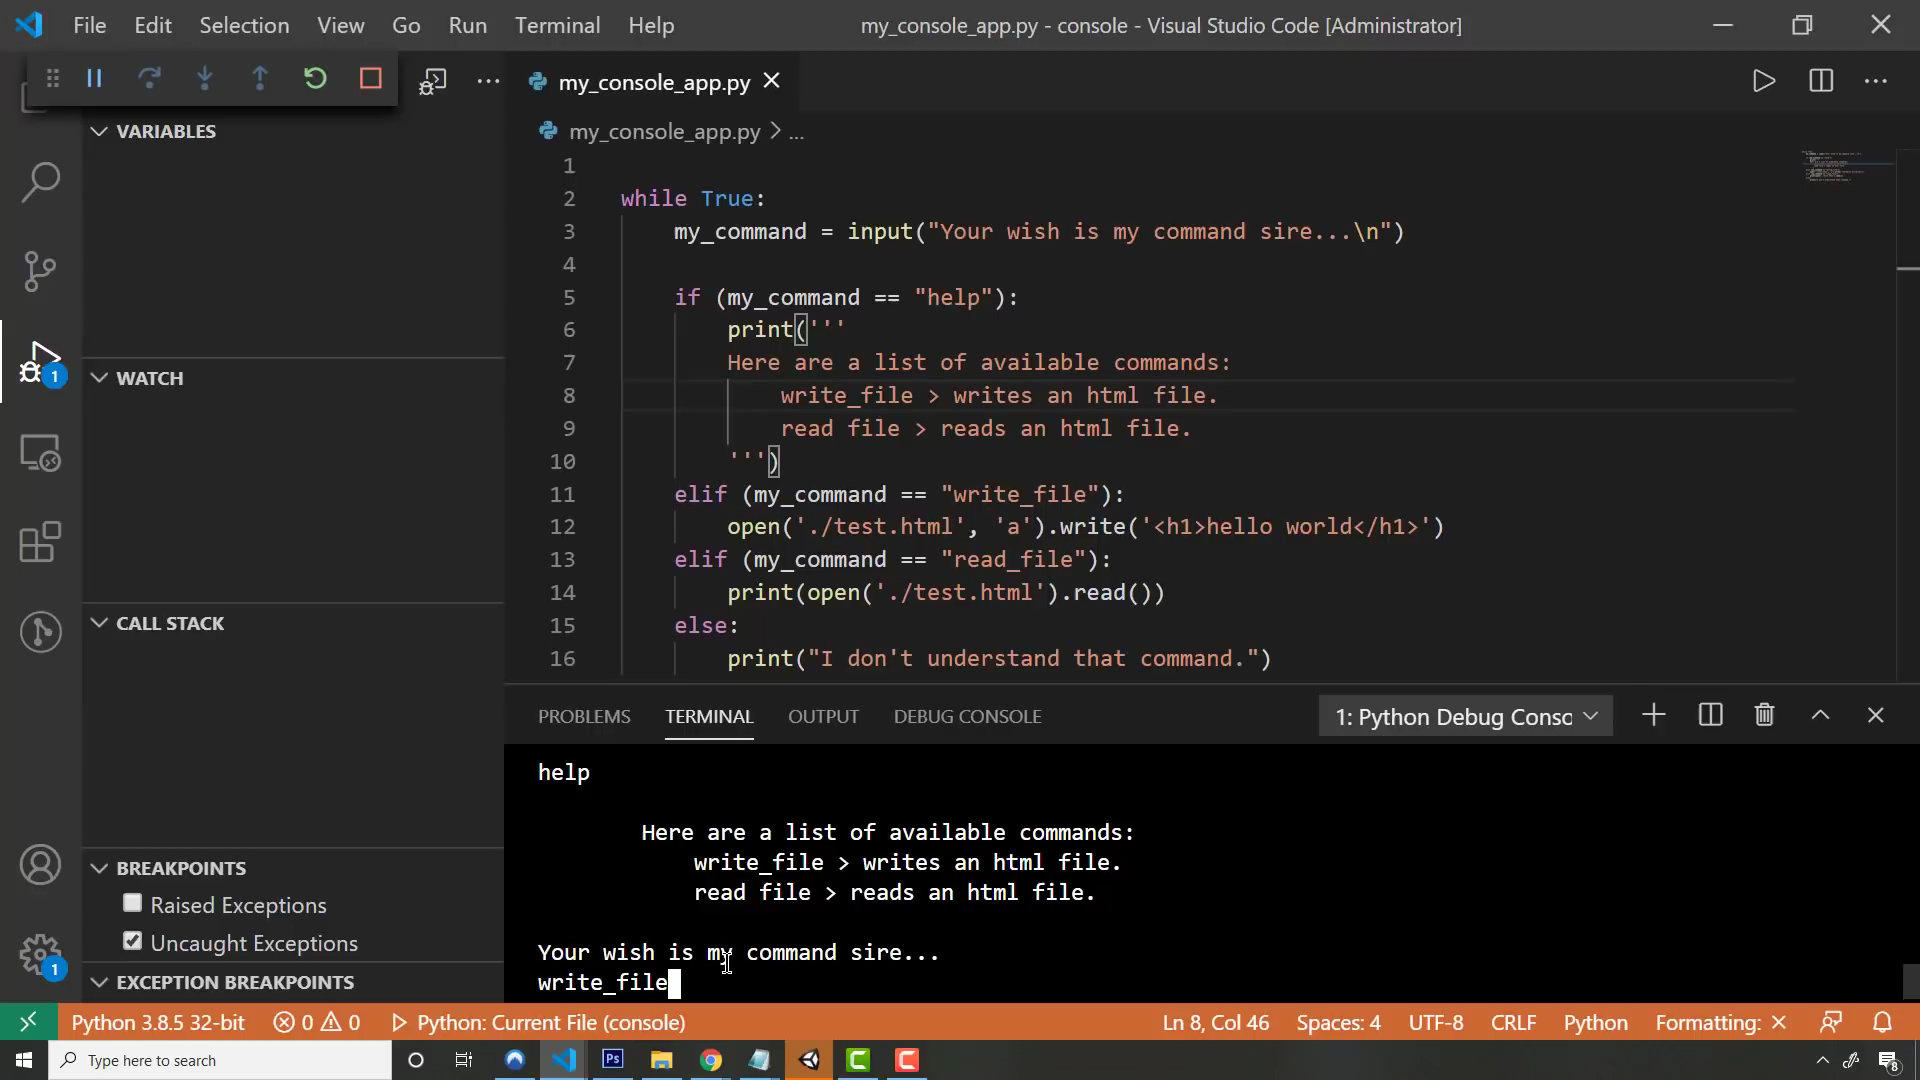 File Edit Selection View Go Run Terminal Help
my_console_app.py - console - Visual Studio Code [Administrator]
my_console_app.py
VARIABLES
WATCH
CALL STACK
BREAKPOINTS
Raised Exceptions
Uncaught Exceptions
EXCEPTION BREAKPOINTS
my_console_app.py > ...
1
2 while True:
3 my_command = input("Your wish is my command sire...\n")
4
5 if (my_command == "help"):
6 print('''
7 Here are a list of available commands:
8 write_file > writes an html file.
9 read file > reads an html file.
10 ''')
11 elif (my_command == "write_file"):
12 open('./test.html', 'a').write('<h1>hello world</h1>')
13 elif (my_command == "read_file"):
14 print(open('./test.html').read())
15 else:
16 print("I don't understand that command.")
PROBLEMS TERMINAL OUTPUT DEBUG CONSOLE 1: Python Debug Consc
help
Here are a list of available commands:
write_file > writes an html file.
read file > reads an html file.
Your wish is my command sire...
write_file
1
1
Python 3.8.5 32-bit 0 0 Python: Current File (console) Ln 8, Col 46 Spaces: 4 UTF-8 CRLF Python Formatting: ×
Type here to search
Ps
8